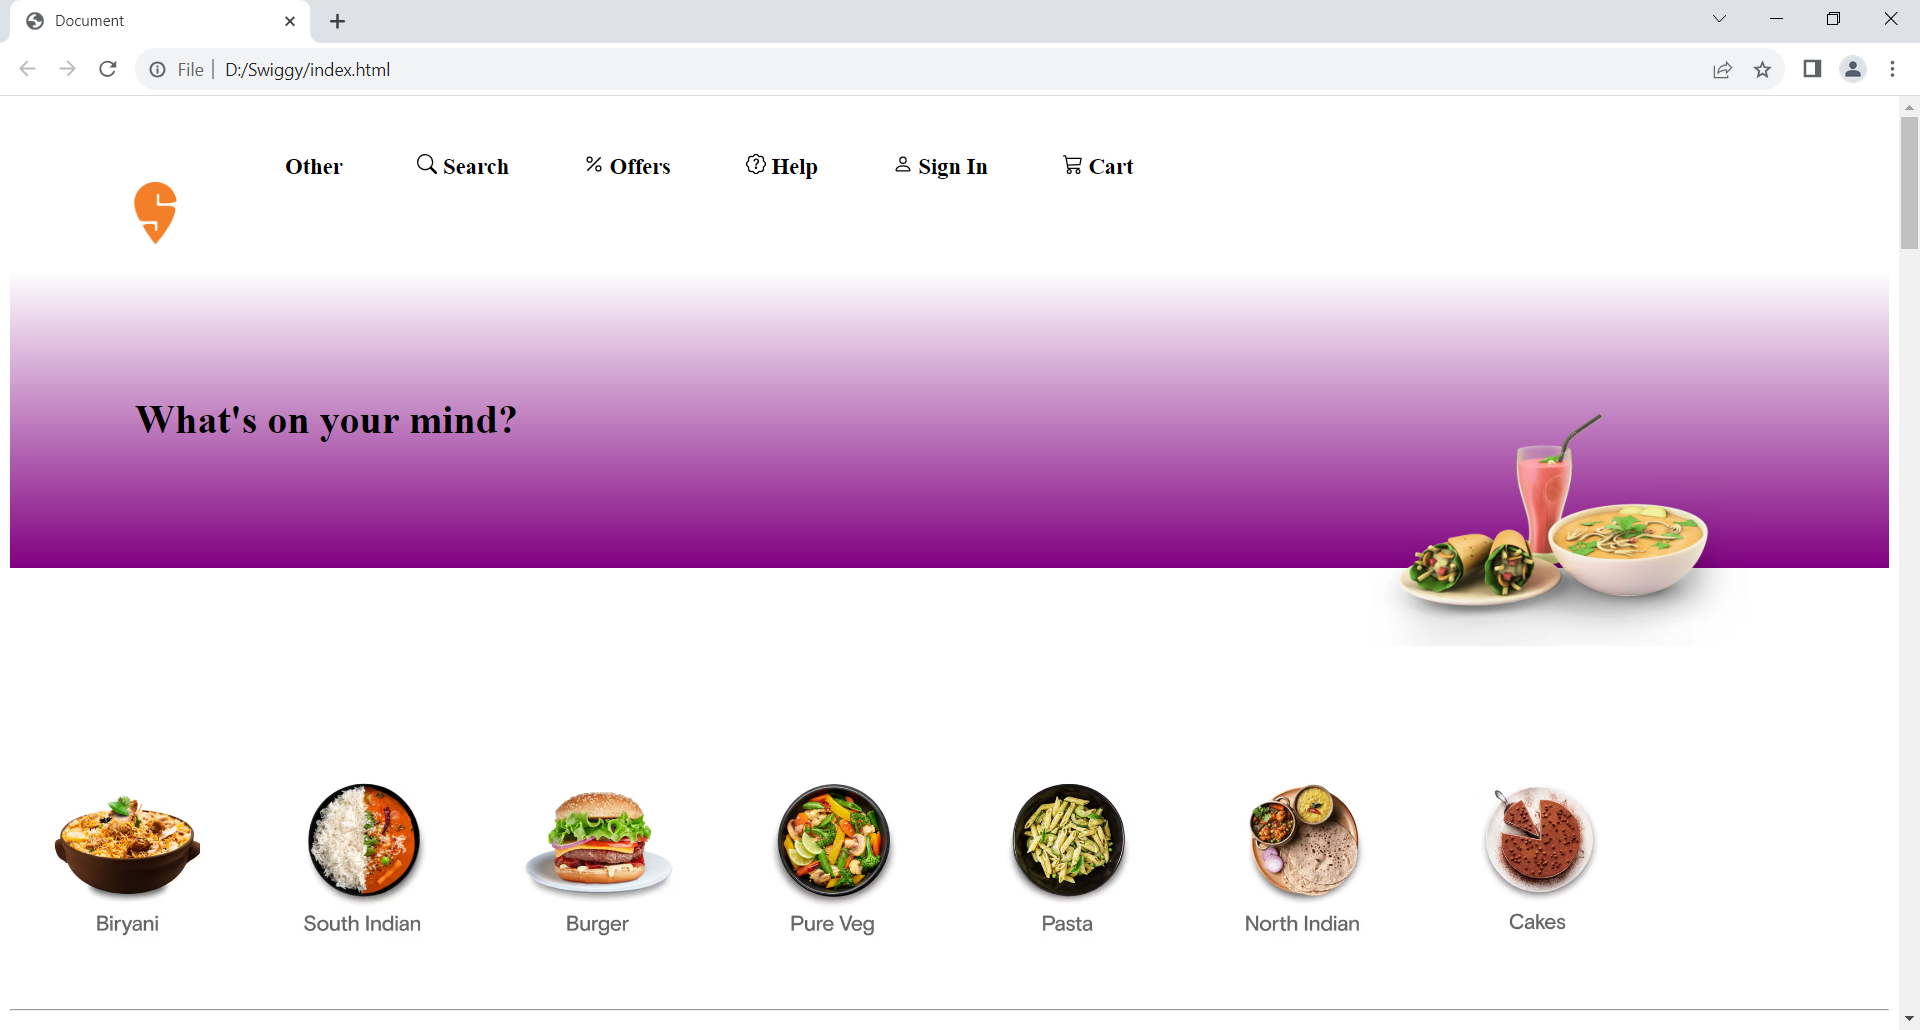 Document
File D:/Swiggy/index.html
Other Search Offers Help Sign In Cart
What's on your mind?
Biryani South Indian Burger Pure Veg Pasta North Indian Cakes